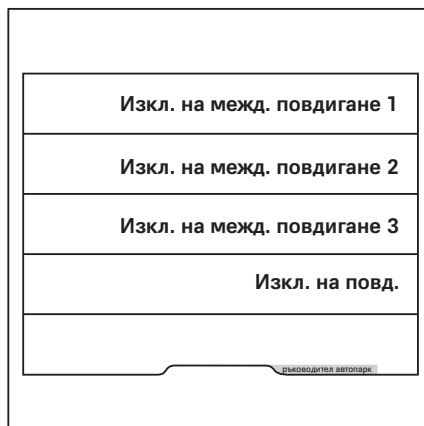 Изкл. на межд. повдигане 1
Изкл. на межд. повдигане 2
Изкл. на межд. повдигане 3
Изкл. на повд.
ръководител автопарк